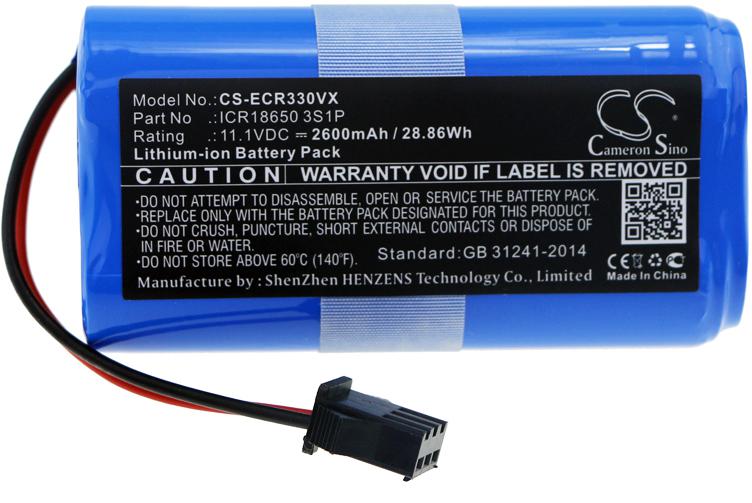 Model No.:CS-ECR330VX
Part No :ICR18650 3S1P
Rating :11.1VDC ⎓ 2600mAh / 28.86Wh
Lithium-ion Battery Pack
CS
Cameron Sino
CAUTION WARRANTY VOID IF LABEL IS REMOVED
•DO NOT ATTEMPT TO DISASSEMBLE, OPEN OR SERVICE THE BATTERY PACK.
•REPLACE ONLY WITH THE BATTERY PACK DESIGNATED FOR THIS PRODUCT.
•DO NOT CRUSH, PUNCTURE, SHORT EXTERNAL CONTACTS OR DISPOSE OF
IN FIRE OR WATER.
•DO NOT STORE ABOVE 60°C (140°F).
Standard:GB 31241-2014
Manufacture by :ShenZhen HENZENS Technology Co., Limited
CE
Made In China